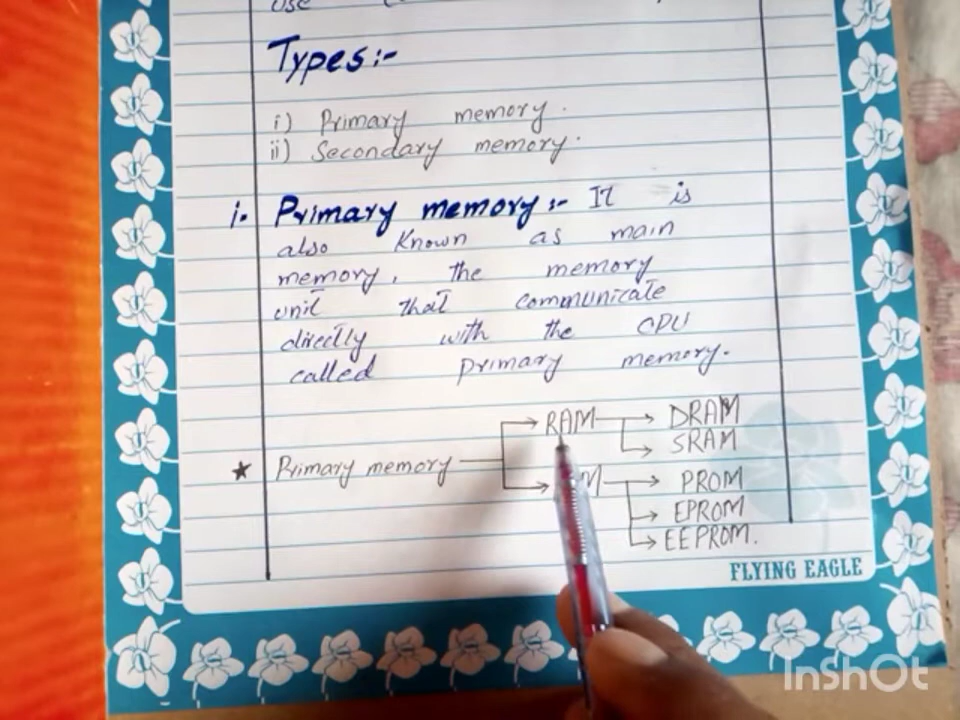 use
Types:-
i) Primary memory.
ii) Secondary memory.
i. Primary memory:- It is
also known as main
memory. the memory
unit that communicate
directly with the CPU
called primary memory.
RAM DRAM
SRAM
★ Primary memory
PROM
EPROM
EEPROM.
FLYING EAGLE
InShOt